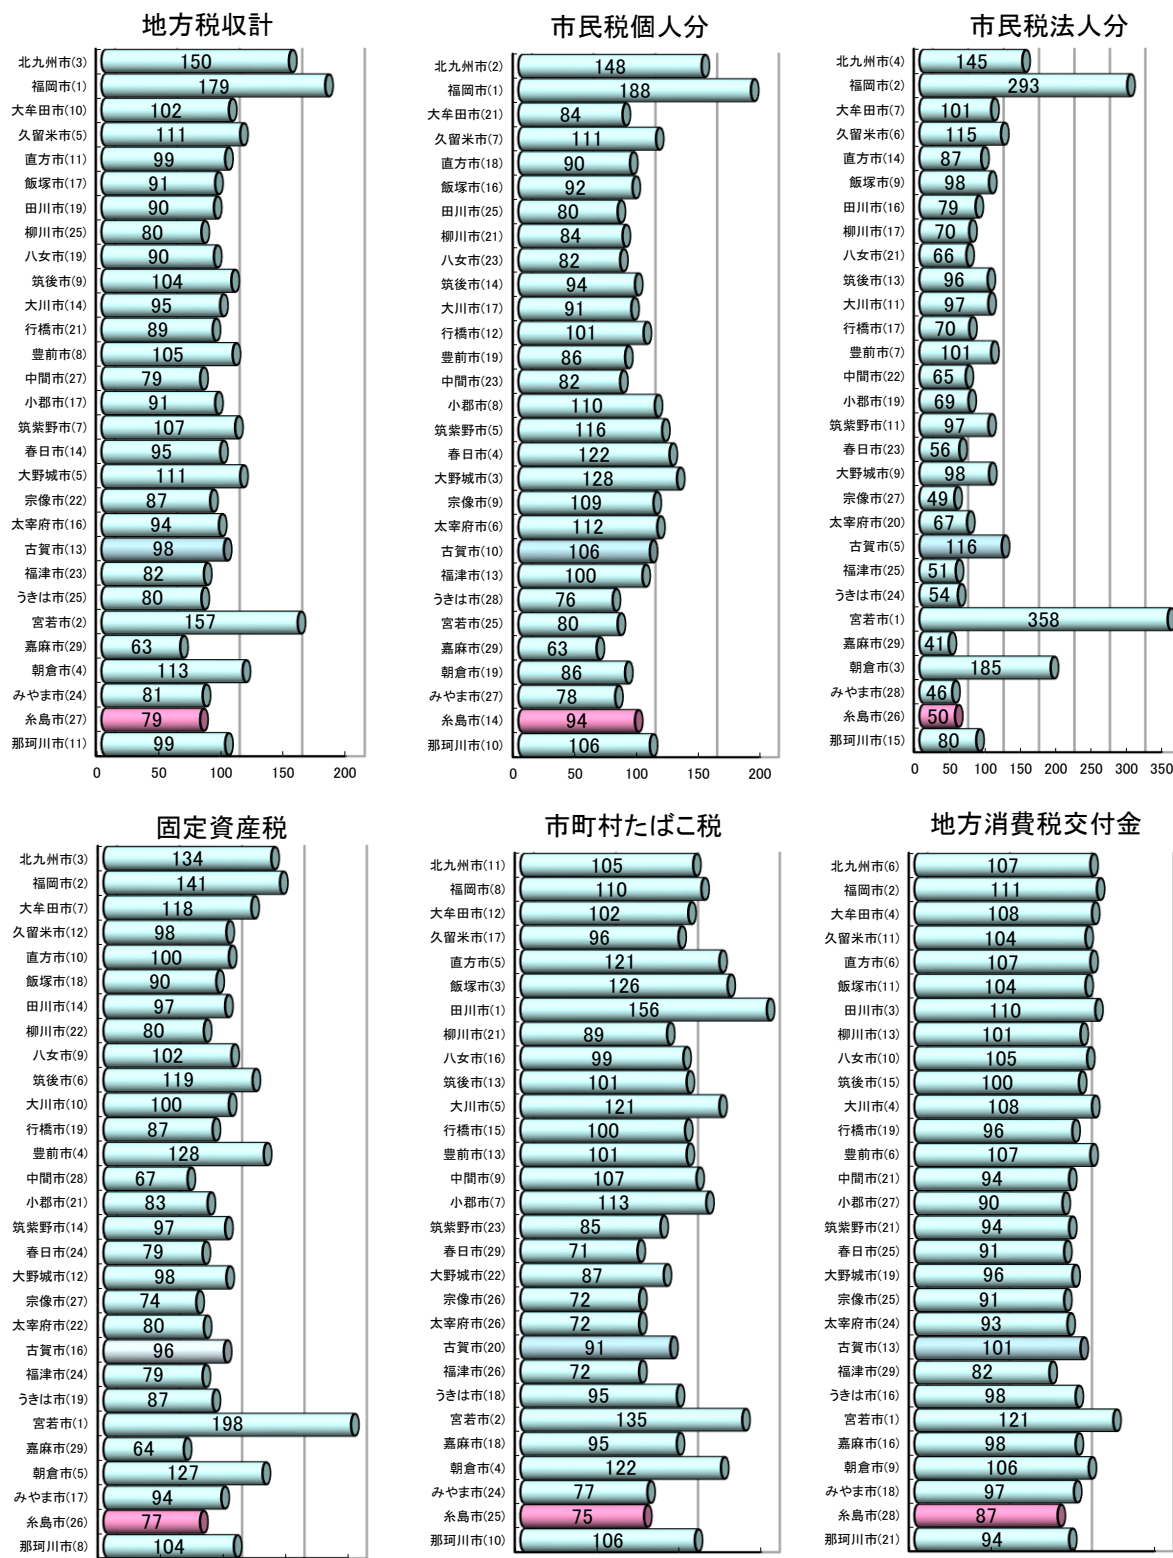 地方税収計
北九州市(3) 150
福岡市(1) 179
大牟田市(10) 102
久留米市(5) 111
直方市(11) 99
飯塚市(17) 91
田川市(19) 90
柳川市(25) 80
八女市(19) 90
筑後市(9) 104
大川市(14) 95
行橋市(21) 89
豊前市(8) 105
中間市(27) 79
小郡市(17) 91
筑紫野市(7) 107
春日市(14) 95
大野城市(5) 111
宗像市(22) 87
太宰府市(16) 94
古賀市(13) 98
福津市(23) 82
うきは市(25) 80
宮若市(2) 157
嘉麻市(29) 63
朝倉市(4) 113
みやま市(24) 81
糸島市(27) 79
那珂川市(11) 99
0 50 100 150 200
市民税個人分
北九州市(2) 148
福岡市(1) 188
大牟田市(21) 84
久留米市(7) 111
直方市(18) 90
飯塚市(16) 92
田川市(25) 80
柳川市(21) 84
八女市(23) 82
筑後市(14) 94
大川市(17) 91
行橋市(12) 101
豊前市(19) 86
中間市(23) 82
小郡市(8) 110
筑紫野市(5) 116
春日市(4) 122
大野城市(3) 128
宗像市(9) 109
太宰府市(6) 112
古賀市(10) 106
福津市(13) 100
うきは市(28) 76
宮若市(25) 80
嘉麻市(29) 63
朝倉市(19) 86
みやま市(27) 78
糸島市(14) 94
那珂川市(10) 106
0 50 100 150 200
市民税法人分
北九州市(4) 145
福岡市(2) 293
大牟田市(7) 101
久留米市(6) 115
直方市(14) 87
飯塚市(9) 98
田川市(16) 79
柳川市(17) 70
八女市(21) 66
筑後市(13) 96
大川市(11) 97
行橋市(17) 70
豊前市(7) 101
中間市(22) 65
小郡市(19) 69
筑紫野市(11) 97
春日市(23) 56
大野城市(9) 98
宗像市(27) 49
太宰府市(20) 67
古賀市(5) 116
福津市(25) 51
うきは市(24) 54
宮若市(1) 358
嘉麻市(29) 41
朝倉市(3) 185
みやま市(28) 46
糸島市(26) 50
那珂川市(15) 80
0 50 100 150 200 250 300 350
固定資産税
北九州市(3) 134
福岡市(2) 141
大牟田市(7) 118
久留米市(12) 98
直方市(10) 100
飯塚市(18) 90
田川市(14) 97
柳川市(22) 80
八女市(9) 102
筑後市(6) 119
大川市(10) 100
行橋市(19) 87
豊前市(4) 128
中間市(28) 67
小郡市(21) 83
筑紫野市(14) 97
春日市(24) 79
大野城市(12) 98
宗像市(27) 74
太宰府市(22) 80
古賀市(16) 96
福津市(24) 79
うきは市(19) 87
宮若市(1) 198
嘉麻市(29) 64
朝倉市(5) 127
みやま市(17) 94
糸島市(26) 77
那珂川市(8) 104
市町村たばこ税
北九州市(11) 105
福岡市(8) 110
大牟田市(12) 102
久留米市(17) 96
直方市(5) 121
飯塚市(3) 126
田川市(1) 156
柳川市(21) 89
八女市(16) 99
筑後市(13) 101
大川市(5) 121
行橋市(15) 100
豊前市(13) 101
中間市(9) 107
小郡市(7) 113
筑紫野市(23) 85
春日市(29) 71
大野城市(22) 87
宗像市(26) 72
太宰府市(26) 72
古賀市(20) 91
福津市(26) 72
うきは市(18) 95
宮若市(2) 135
嘉麻市(18) 95
朝倉市(4) 122
みやま市(24) 77
糸島市(25) 75
那珂川市(10) 106
地方消費税交付金
北九州市(6) 107
福岡市(2) 111
大牟田市(4) 108
久留米市(11) 104
直方市(6) 107
飯塚市(11) 104
田川市(3) 110
柳川市(13) 101
八女市(10) 105
筑後市(15) 100
大川市(4) 108
行橋市(19) 96
豊前市(6) 107
中間市(21) 94
小郡市(27) 90
筑紫野市(21) 94
春日市(25) 91
大野城市(19) 96
宗像市(25) 91
太宰府市(24) 93
古賀市(13) 101
福津市(29) 82
うきは市(16) 98
宮若市(1) 121
嘉麻市(16) 98
朝倉市(9) 106
みやま市(18) 97
糸島市(28) 87
那珂川市(21) 94